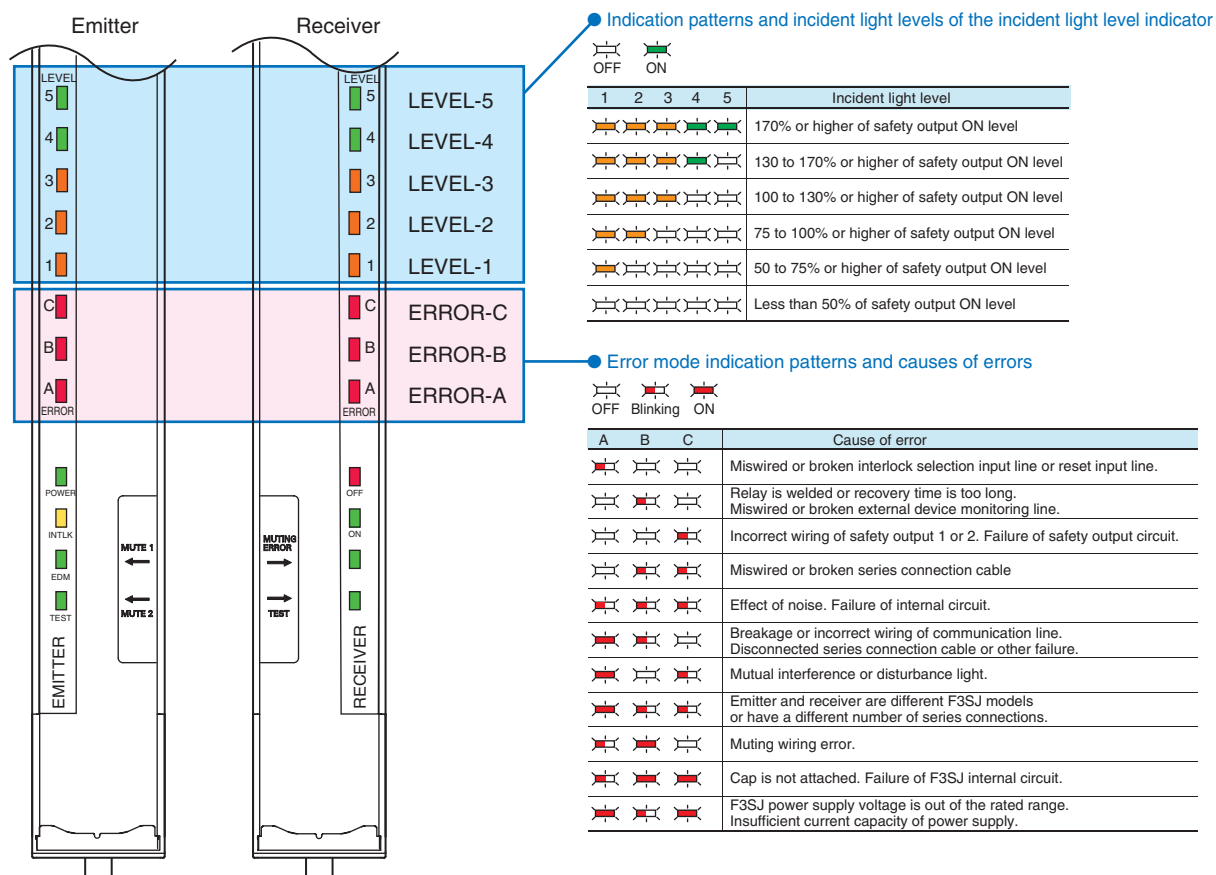 Emitter
Receiver
LEVEL
LEVEL
5
5
LEVEL-5
4
4
LEVEL-4
3
3
LEVEL-3
2
2
LEVEL-2
1
1
LEVEL-1
C
C
ERROR-C
B
B
ERROR-B
A
A
ERROR-A
ERROR
ERROR
POWER
OFF
INTLK
ON
EDM
TEST
MUTE 1
MUTE 2
MUTING
ERROR
TEST
EMITTER
RECEIVER
Indication patterns and incident light levels of the incident light level indicator
OFF ON
1 2 3 4 5 Incident light level
170% or higher of safety output ON level
130 to 170% or higher of safety output ON level
100 to 130% or higher of safety output ON level
75 to 100% or higher of safety output ON level
50 to 75% or higher of safety output ON level
Less than 50% of safety output ON level
Error mode indication patterns and causes of errors
OFF Blinking ON
A B C Cause of error
Miswired or broken interlock selection input line or reset input line.
Relay is welded or recovery time is too long.
Miswired or broken external device monitoring line.
Incorrect wiring of safety output 1 or 2. Failure of safety output circuit.
Miswired or broken series connection cable
Effect of noise. Failure of internal circuit.
Breakage or incorrect wiring of communication line.
Disconnected series connection cable or other failure.
Mutual interference or disturbance light.
Emitter and receiver are different F3SJ models
or have a different number of series connections.
Muting wiring error.
Cap is not attached. Failure of F3SJ internal circuit.
F3SJ power supply voltage is out of the rated range.
Insufficient current capacity of power supply.